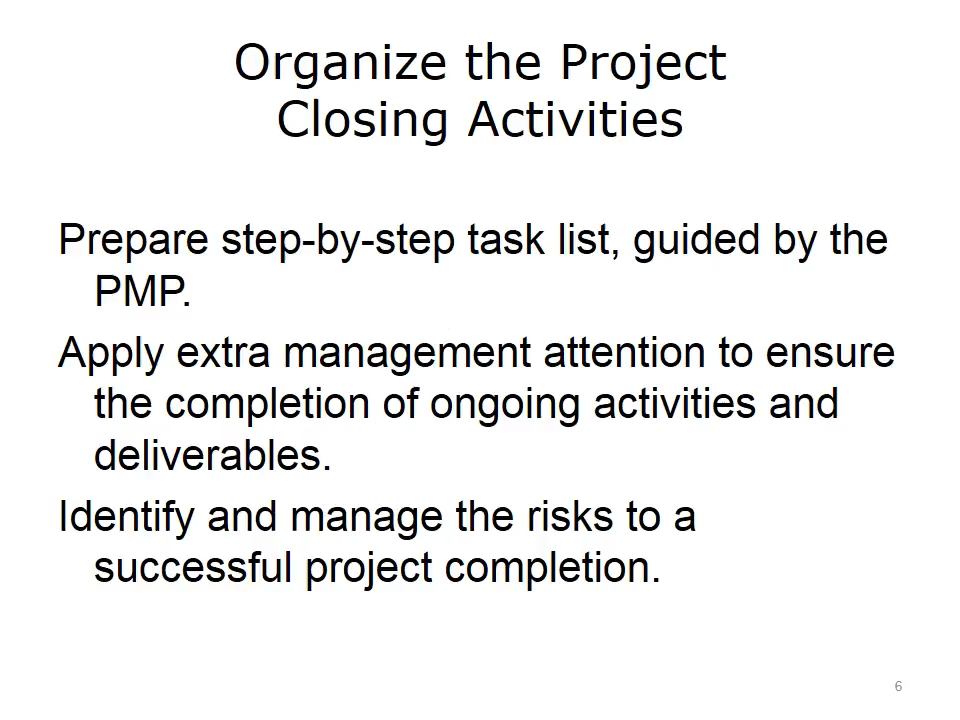 Organize the Project
Closing Activities
Prepare step-by-step task list, guided by the
PMP.
Apply extra management attention to ensure
the completion of ongoing activities and
deliverables.
Identify and manage the risks to a
successful project completion.
6